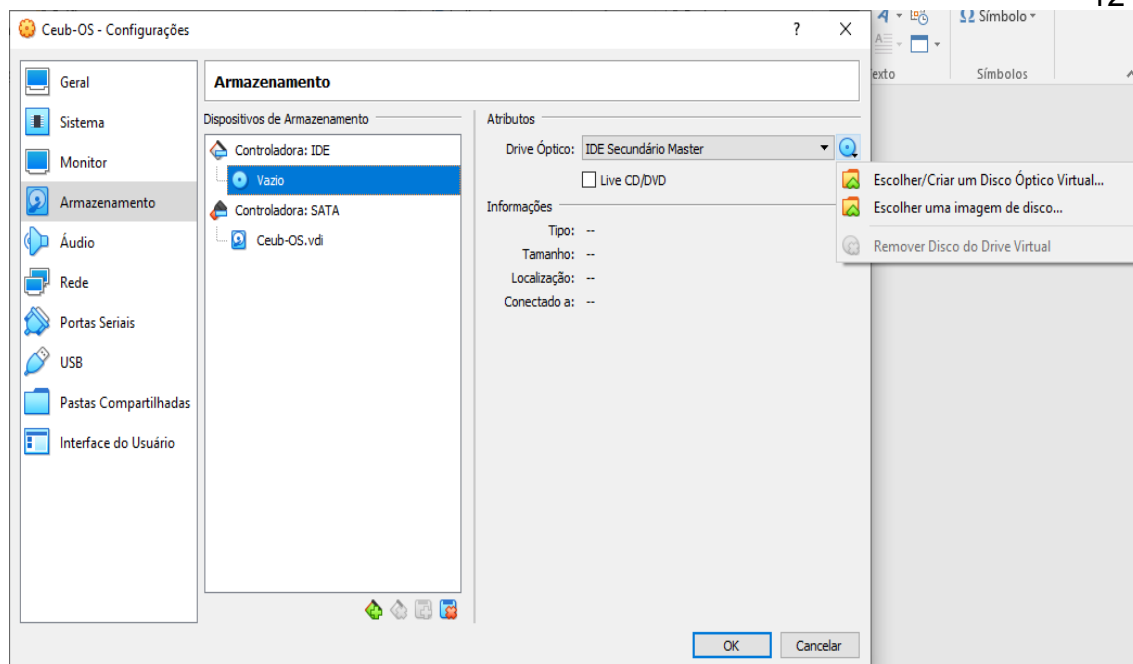 12
Ceub-OS - Configurações
?
X
Símbolo
Texto
Símbolos
Geral
Sistema
Monitor
Armazenamento
Áudio
Rede
Portas Seriais
USB
Pastas Compartilhadas
Interface do Usuário
Armazenamento
Dispositivos de Armazenamento
Controladora: IDE
Vazio
Controladora: SATA
Ceub-OS.vdi
Atributos
Drive Óptico: IDE Secundário Master
Live CD/DVD
Informações
Tipo: --
Tamanho: --
Localização: --
Conectado a: --
Escolher/Criar um Disco Óptico Virtual...
Escolher uma imagem de disco...
Remover Disco do Drive Virtual
OK
Cancelar